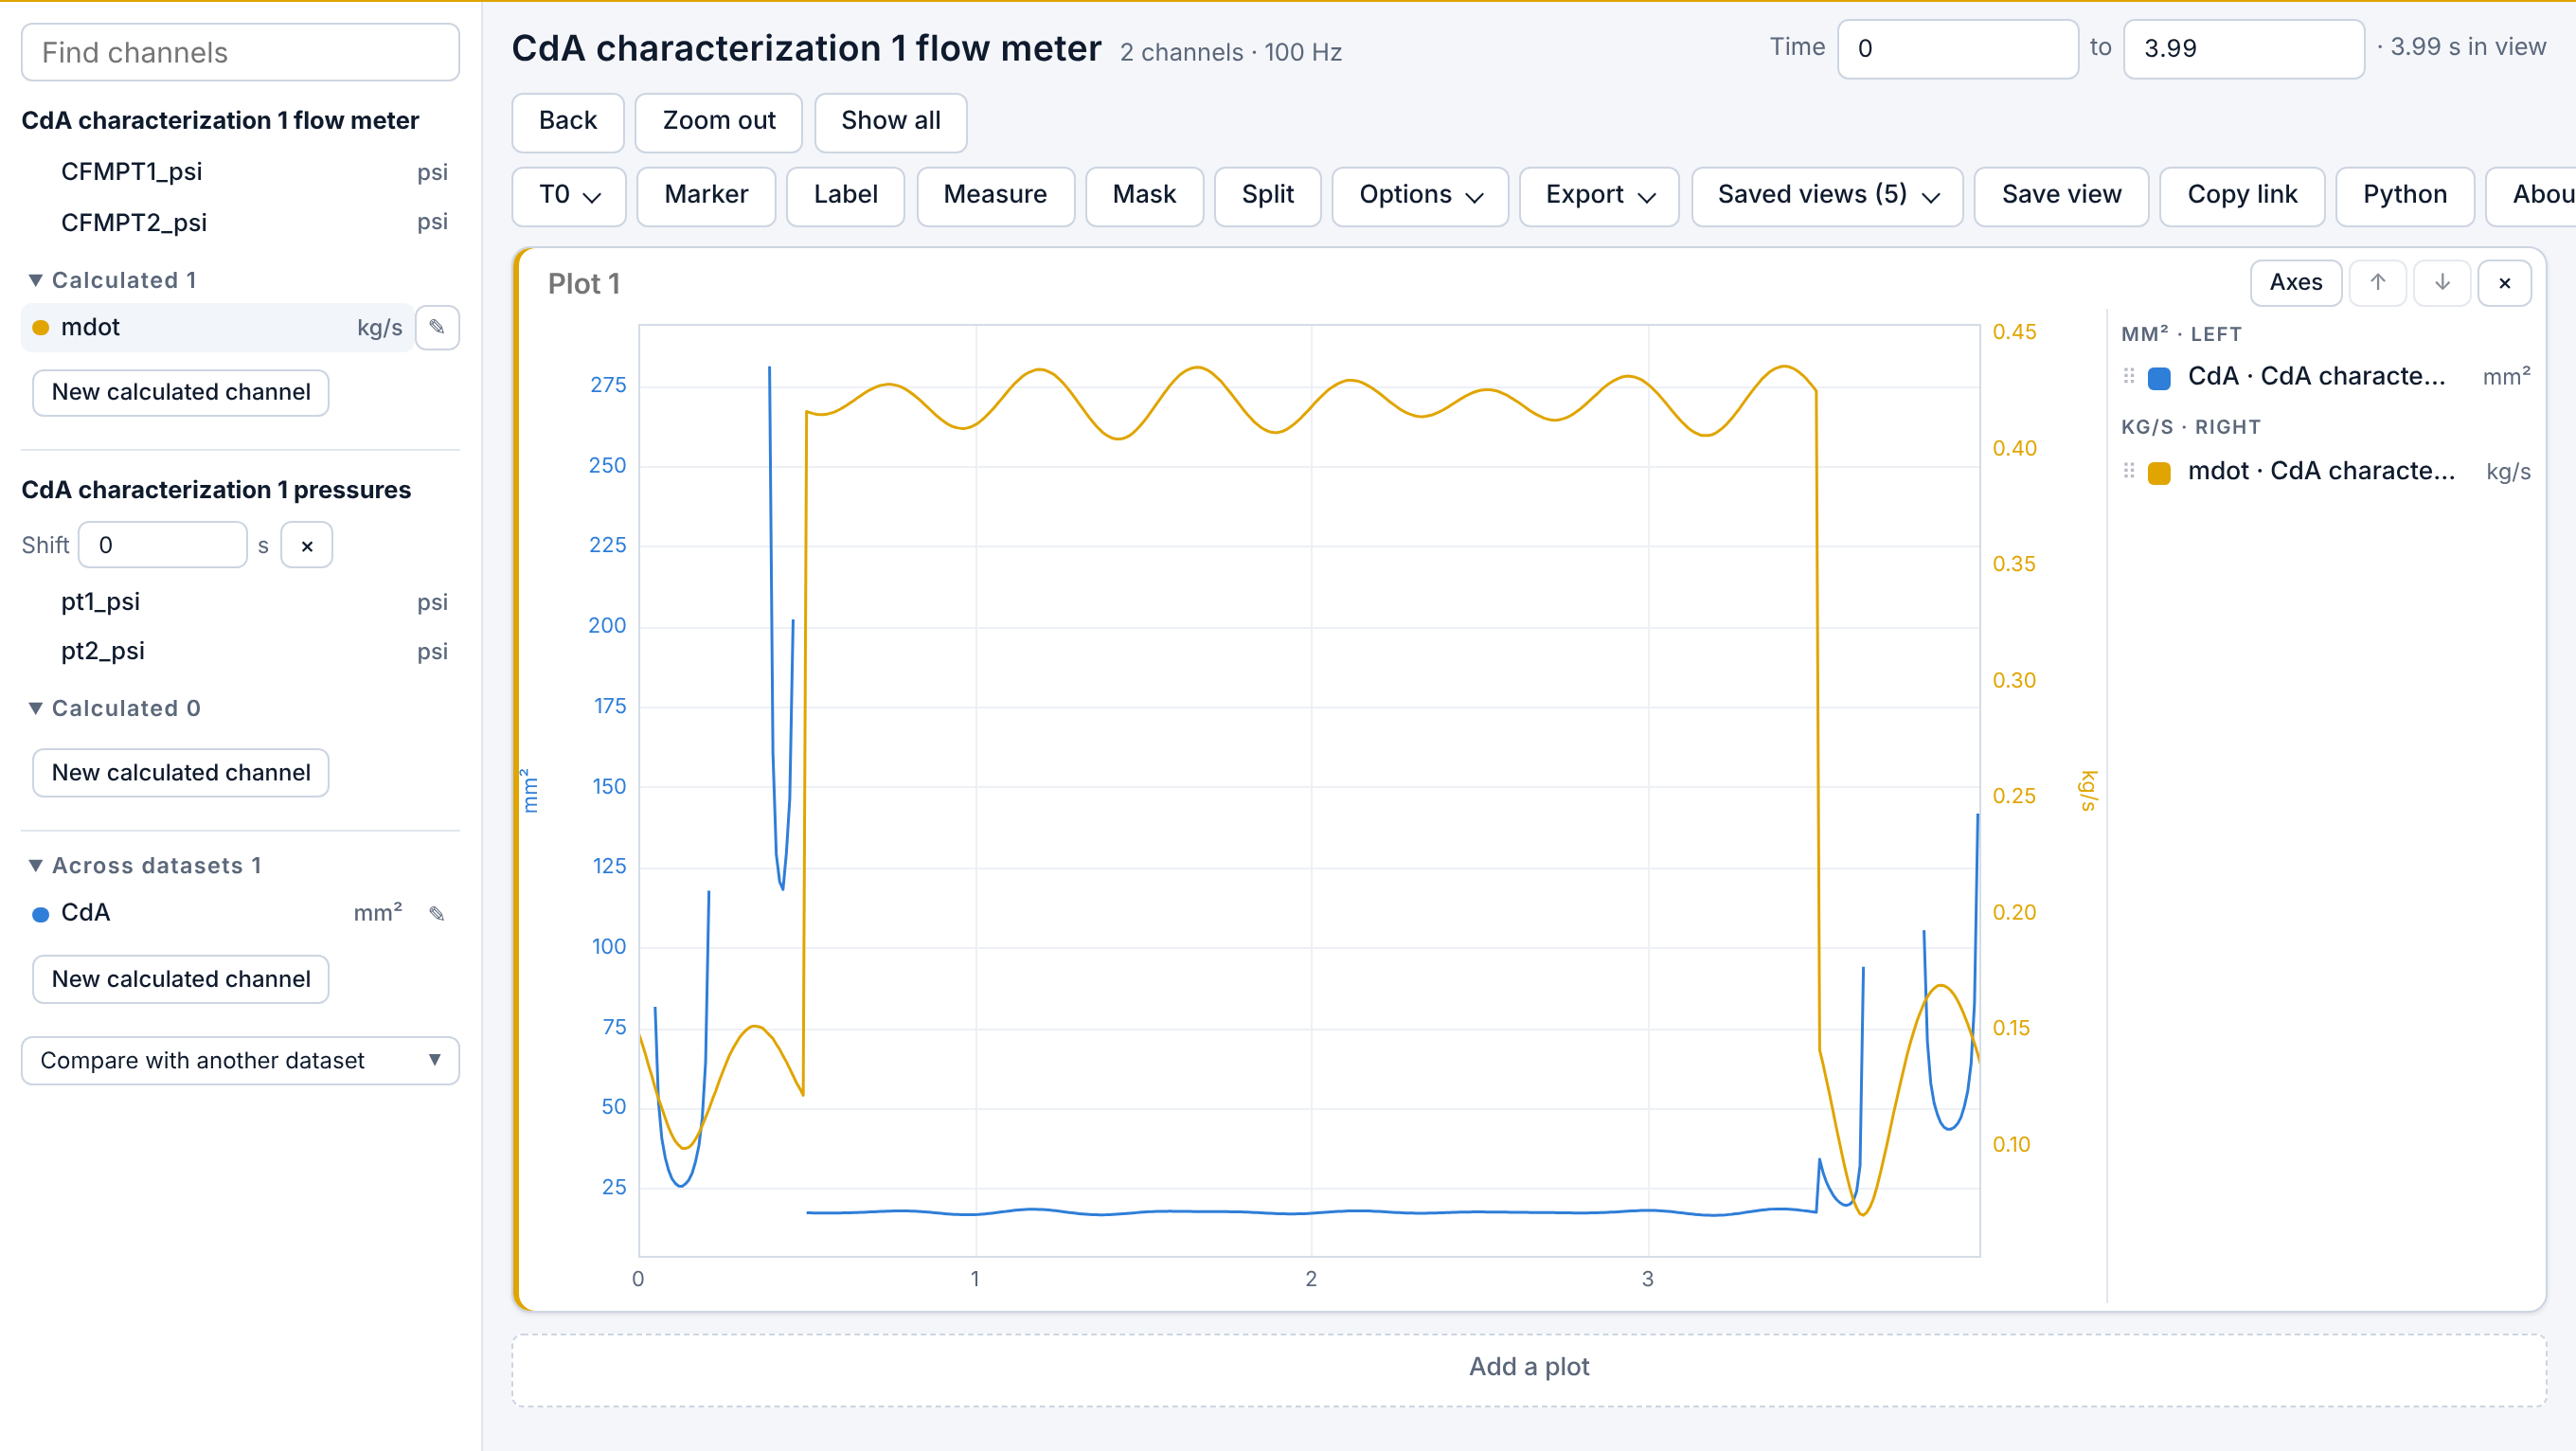 Find channels
CdA characterization 1 flow meter
CFMPT1_psi psi
CFMPT2_psi psi
▼ Calculated 1
mdot kg/s ✎
New calculated channel
CdA characterization 1 pressures
Shift 0 s ×
pt1_psi psi
pt2_psi psi
▼ Calculated 0
New calculated channel
▼ Across datasets 1
CdA mm² ✎
New calculated channel
Compare with another dataset ▼
CdA characterization 1 flow meter 2 channels · 100 Hz
Time 0 to 3.99 · 3.99 s in view
Back Zoom out Show all
T0 Marker Label Measure Mask Split Options Export Saved views (5) Save view Copy link Python Abou
Plot 1
Axes ↑ ↓ ×
275
250
225
200
175
150
125
100
75
50
25
mm²
0 1 2 3
0.45
0.40
0.35
0.30
0.25
0.20
0.15
0.10
kg/s
MM² · LEFT
CdA · CdA characte... mm²
KG/S · RIGHT
mdot · CdA characte... kg/s
Add a plot